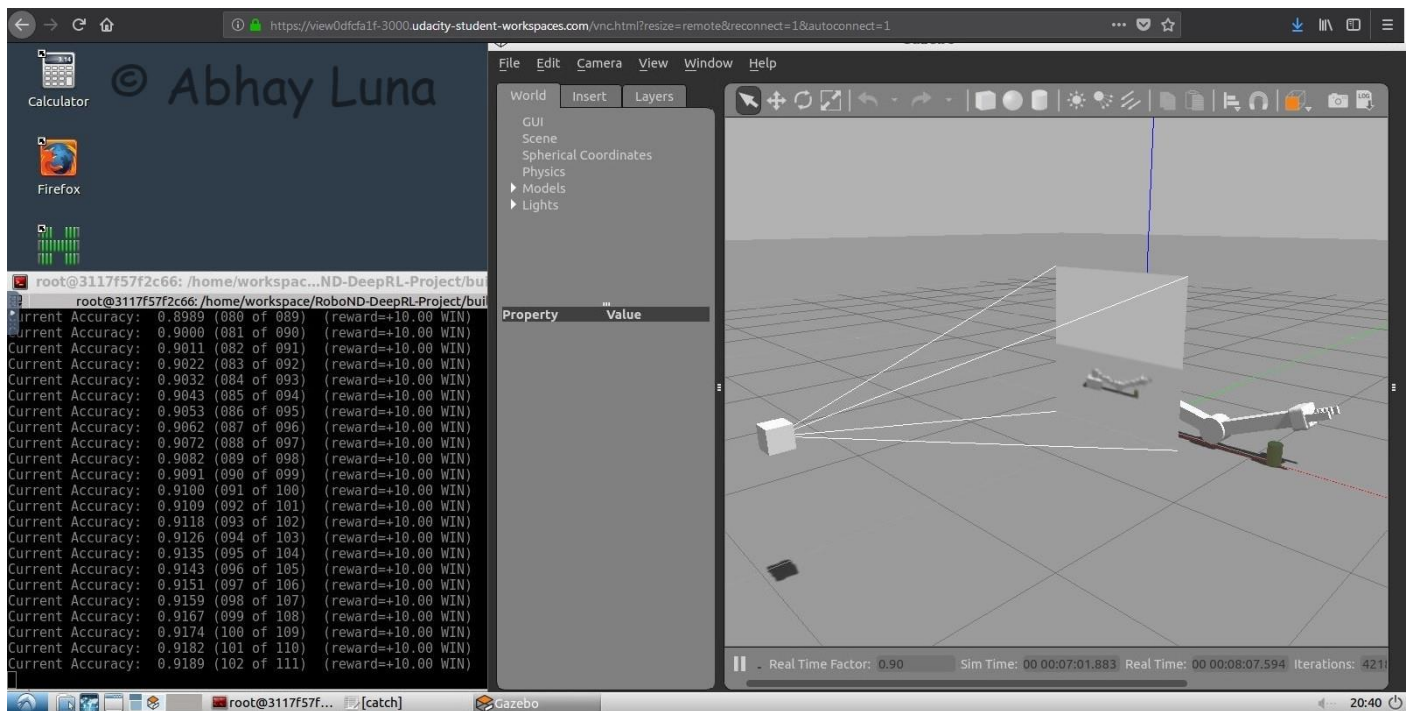 https://view0dfcfa1f-3000.udacity-student-workspaces.com/vnc.html?resize=remote&reconnect=1&autoconnect=1
Calculator
© Abhay Luna
Firefox
root@3117f57f2c66: /home/workspac...ND-DeepRL-Project/bui
root@3117f57f2c66: /home/workspace/RoboND-DeepRL-Project/bui
Current Accuracy: 0.8989 (080 of 089) (reward=+10.00 WIN)
Current Accuracy: 0.9000 (081 of 090) (reward=+10.00 WIN)
Current Accuracy: 0.9011 (082 of 091) (reward=+10.00 WIN)
Current Accuracy: 0.9022 (083 of 092) (reward=+10.00 WIN)
Current Accuracy: 0.9032 (084 of 093) (reward=+10.00 WIN)
Current Accuracy: 0.9043 (085 of 094) (reward=+10.00 WIN)
Current Accuracy: 0.9053 (086 of 095) (reward=+10.00 WIN)
Current Accuracy: 0.9062 (087 of 096) (reward=+10.00 WIN)
Current Accuracy: 0.9072 (088 of 097) (reward=+10.00 WIN)
Current Accuracy: 0.9082 (089 of 098) (reward=+10.00 WIN)
Current Accuracy: 0.9091 (090 of 099) (reward=+10.00 WIN)
Current Accuracy: 0.9100 (091 of 100) (reward=+10.00 WIN)
Current Accuracy: 0.9109 (092 of 101) (reward=+10.00 WIN)
Current Accuracy: 0.9118 (093 of 102) (reward=+10.00 WIN)
Current Accuracy: 0.9126 (094 of 103) (reward=+10.00 WIN)
Current Accuracy: 0.9135 (095 of 104) (reward=+10.00 WIN)
Current Accuracy: 0.9143 (096 of 105) (reward=+10.00 WIN)
Current Accuracy: 0.9151 (097 of 106) (reward=+10.00 WIN)
Current Accuracy: 0.9159 (098 of 107) (reward=+10.00 WIN)
Current Accuracy: 0.9167 (099 of 108) (reward=+10.00 WIN)
Current Accuracy: 0.9174 (100 of 109) (reward=+10.00 WIN)
Current Accuracy: 0.9182 (101 of 110) (reward=+10.00 WIN)
Current Accuracy: 0.9189 (102 of 111) (reward=+10.00 WIN)
File Edit Camera View Window Help
World Insert Layers
GUI
Scene
Spherical Coordinates
Physics
Models
Lights
Property Value
LOG
Real Time Factor: 0.90 Sim Time: 00 00:07:01.883 Real Time: 00 00:08:07.594 Iterations: 421
root@3117f57f... [catch] Gazebo 20:40